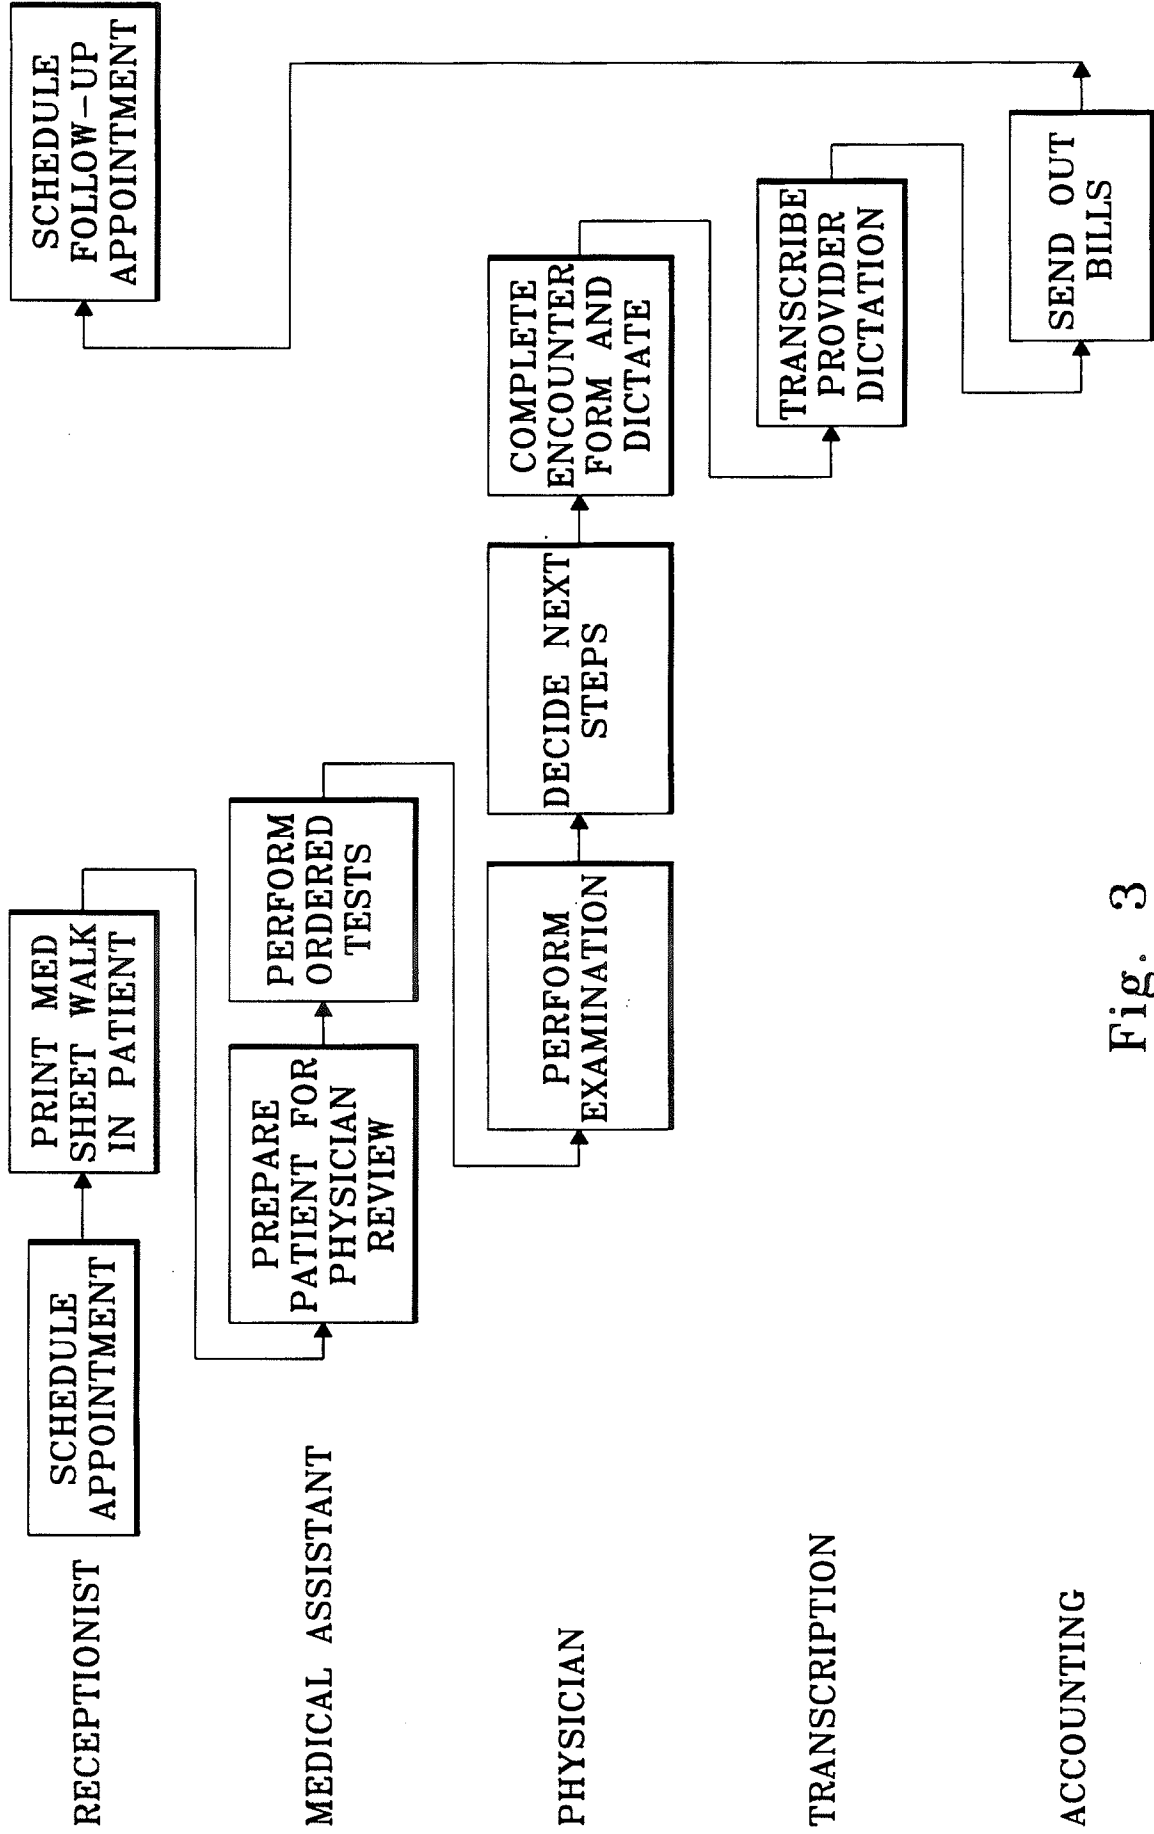 RECEPTIONIST
SCHEDULE
APPOINTMENT
PRINT MED
SHEET WALK
IN PATIENT
SCHEDULE
FOLLOW-UP
APPOINTMENT
MEDICAL ASSISTANT
PREPARE
PATIENT FOR
PHYSICIAN
REVIEW
PERFORM
ORDERED
TESTS
PHYSICIAN
PERFORM
EXAMINATION
DECIDE NEXT
STEPS
COMPLETE
ENCOUNTER
FORM AND
DICTATE
TRANSCRIPTION
TRANSCRIBE
PROVIDER
DICTATION
ACCOUNTING
SEND OUT
BILLS
Fig. 3